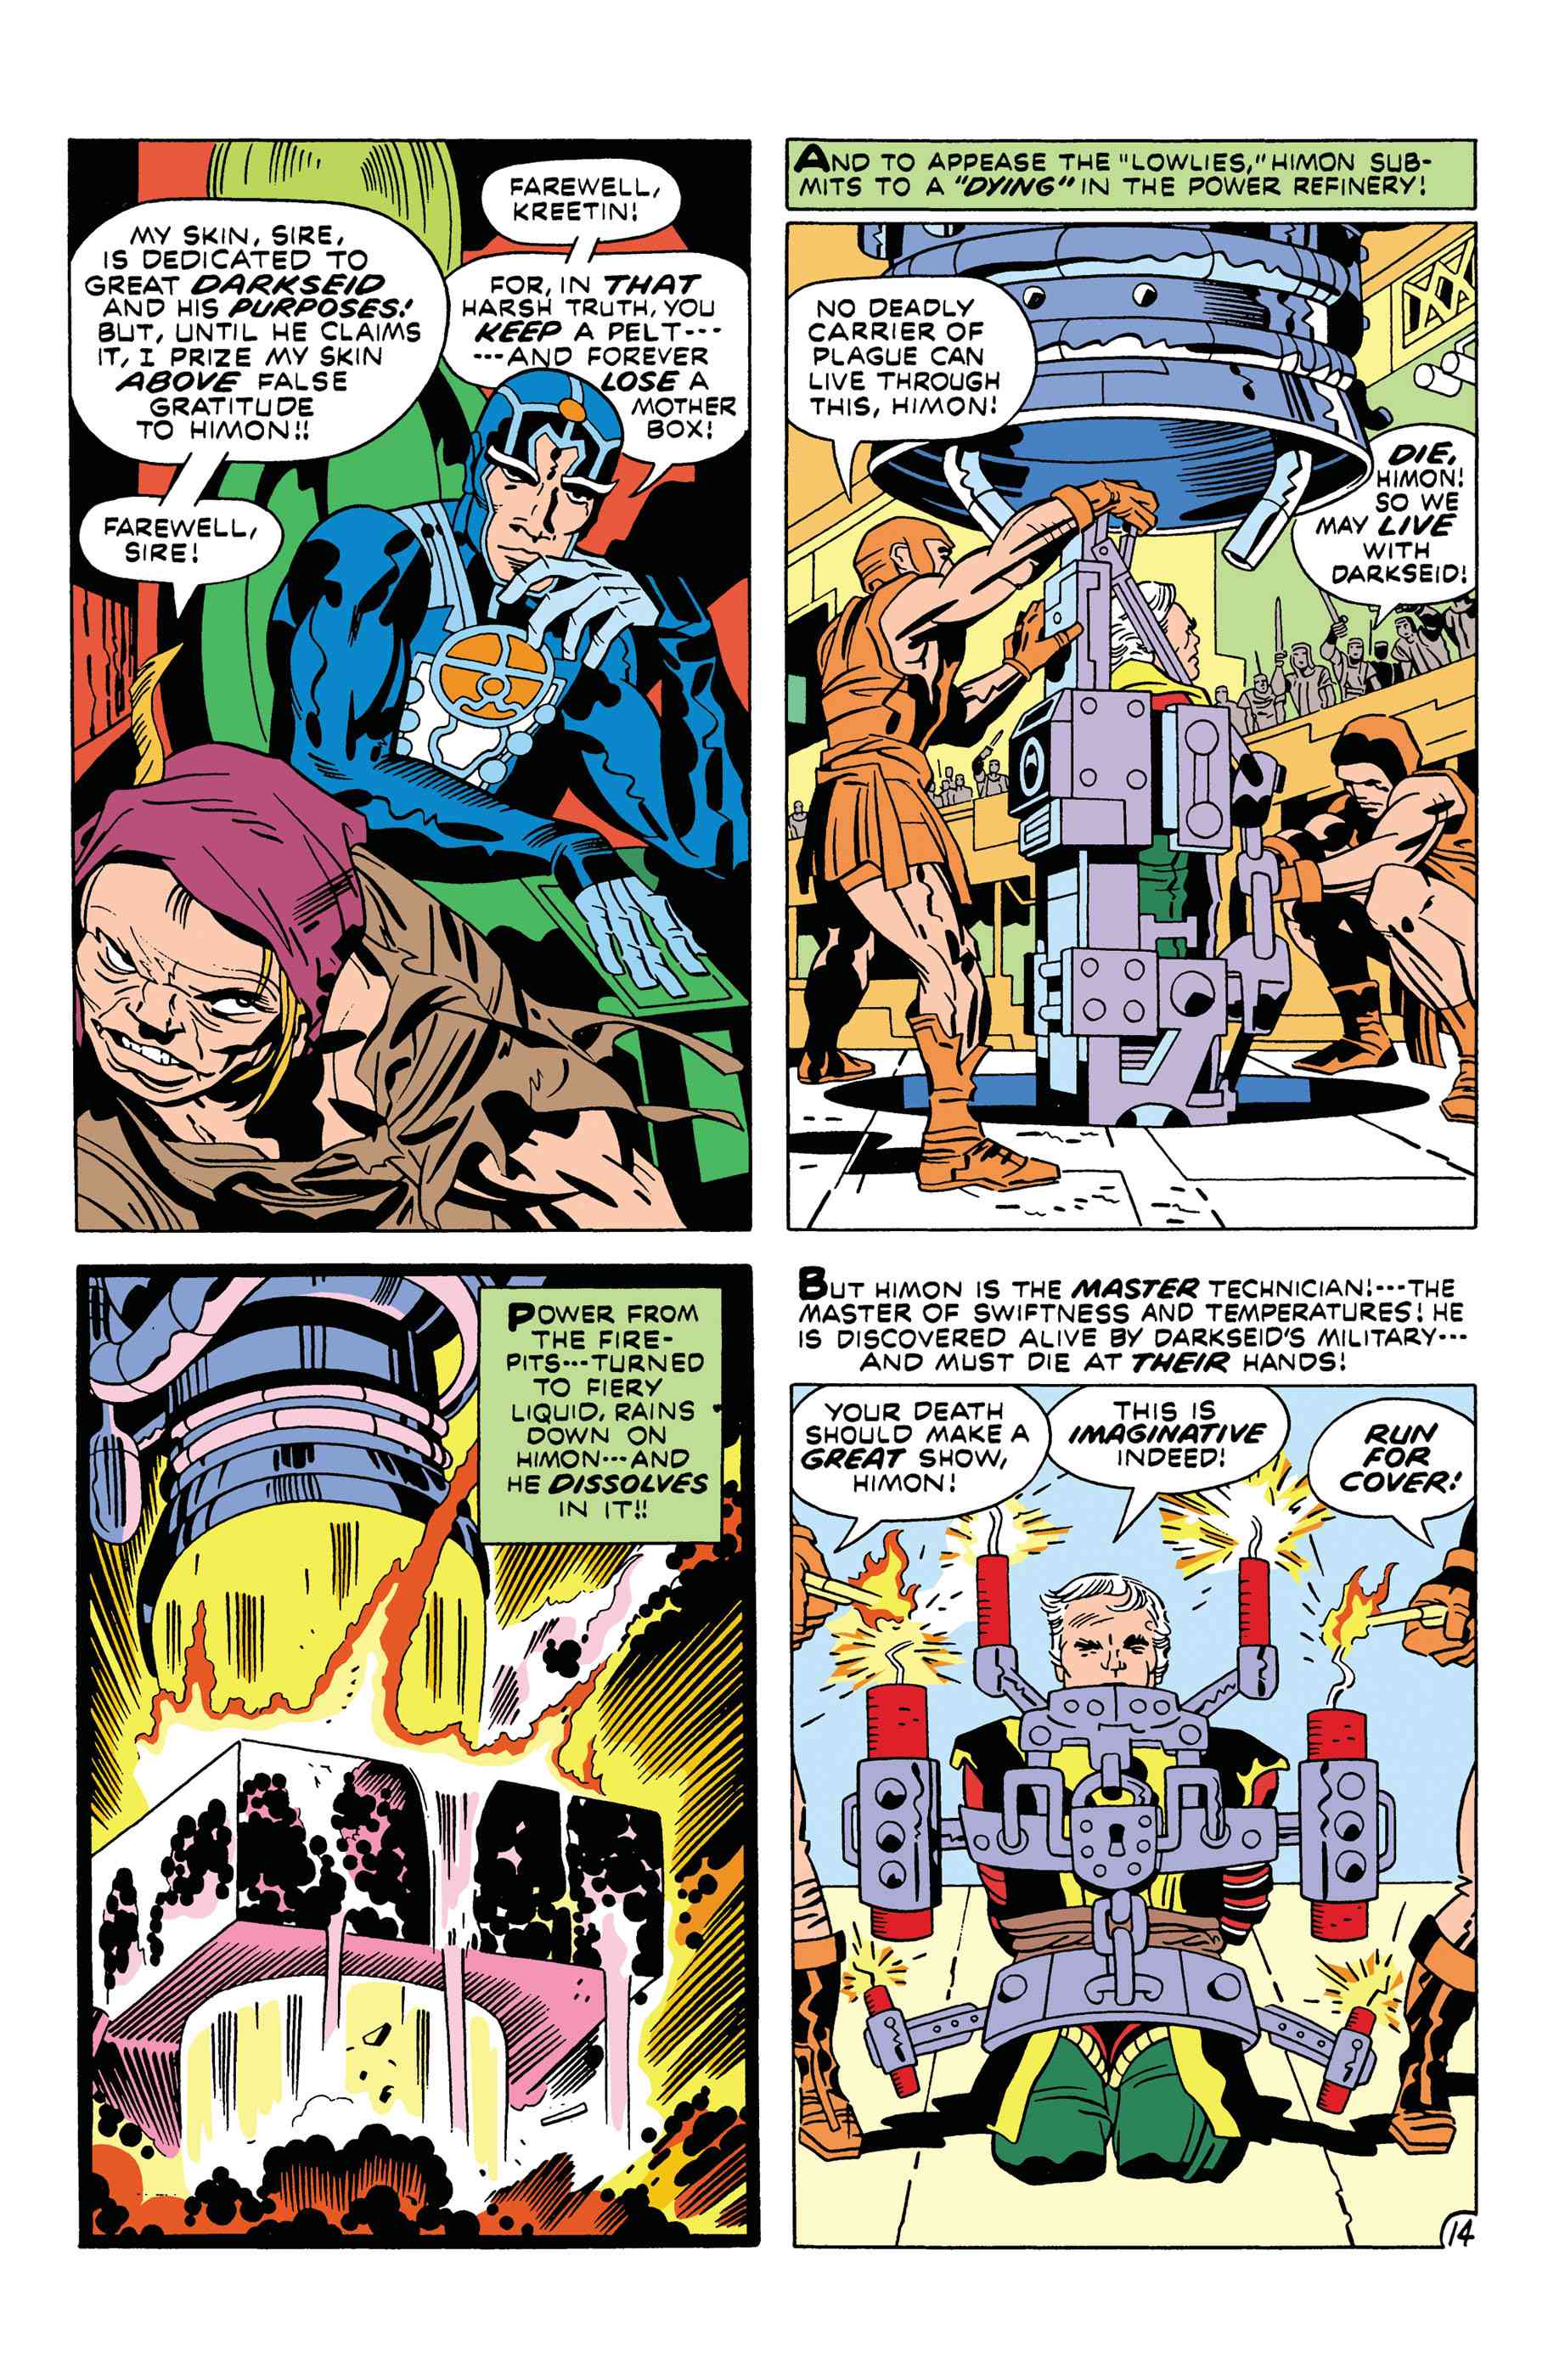 MY SKIN, SIRE,
IS DEDICATED TO
GREAT DARKSEID
AND HIS PURPOSES!
BUT, UNTIL HE CLAIMS
IT, I PRIZE MY SKIN
ABOVE FALSE
GRATITUDE
TO HIMON!!
FAREWELL,
SIRE!
FAREWELL,
KREETIN!
FOR, IN THAT
HARSH TRUTH, YOU
KEEP A PELT---
---AND FOREVER
LOSE A
MOTHER
BOX!
AND TO APPEASE THE "LOWLIES," HIMON SUB-
MITS TO A "DYING" IN THE POWER REFINERY!
NO DEADLY
CARRIER OF
PLAGUE CAN
LIVE THROUGH
THIS, HIMON!
DIE,
HIMON!
SO WE
MAY LIVE
WITH
DARKSEID!
POWER FROM
THE FIRE-
PITS---TURNED
TO FIERY
LIQUID, RAINS
DOWN ON
HIMON---AND
HE DISSOLVES
IN IT!!
BUT HIMON IS THE MASTER TECHNICIAN!---THE
MASTER OF SWIFTNESS AND TEMPERATURES! HE
IS DISCOVERED ALIVE BY DARKSEID'S MILITARY---
AND MUST DIE AT THEIR HANDS!
YOUR DEATH
SHOULD MAKE A
GREAT SHOW,
HIMON!
THIS IS
IMAGINATIVE
INDEED!
RUN
FOR
COVER!
14